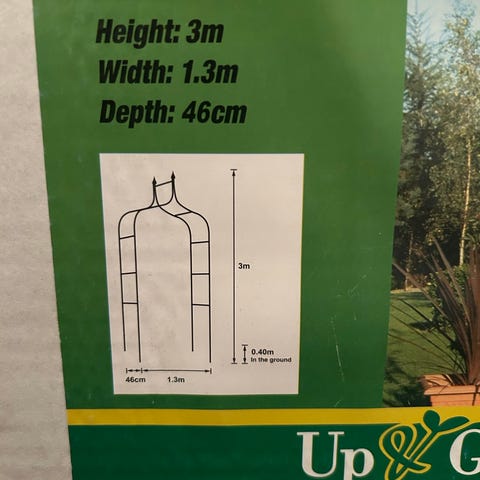 Height: 3m
Width: 1.3m
Depth: 46cm
3m
0.40m
In the ground
46cm
1.3m
Up & G